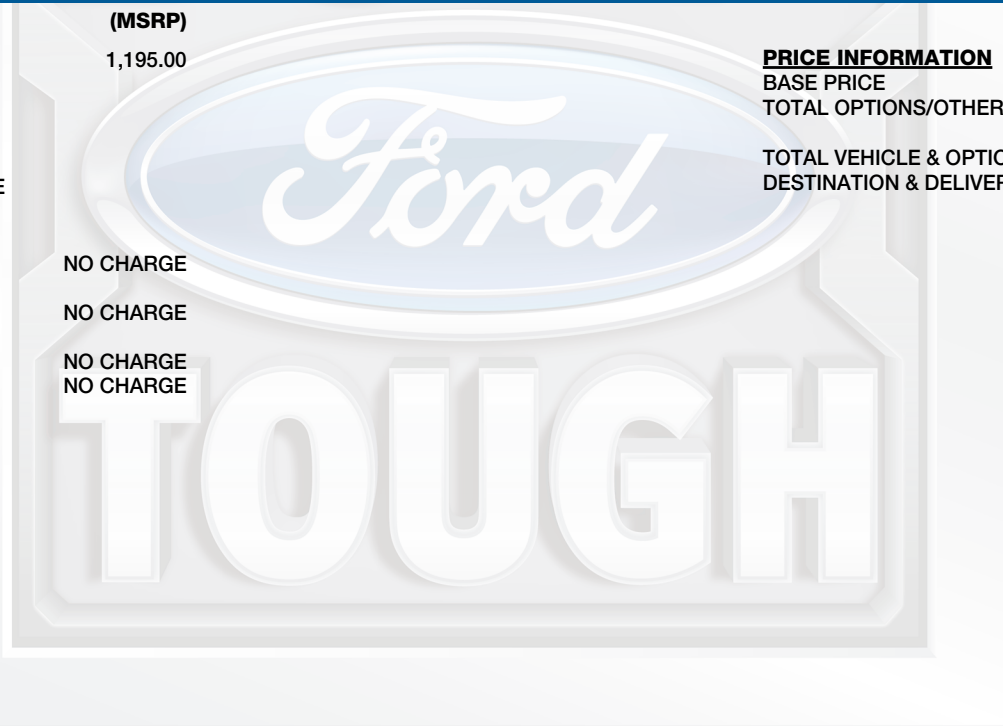 (MSRP)
1,195.00
E
NO CHARGE
NO CHARGE
NO CHARGE
NO CHARGE
PRICE INFORMATION
BASE PRICE
TOTAL OPTIONS/OTHER
TOTAL VEHICLE & OPTIO
DESTINATION & DELIVER
Ford
TOUGH